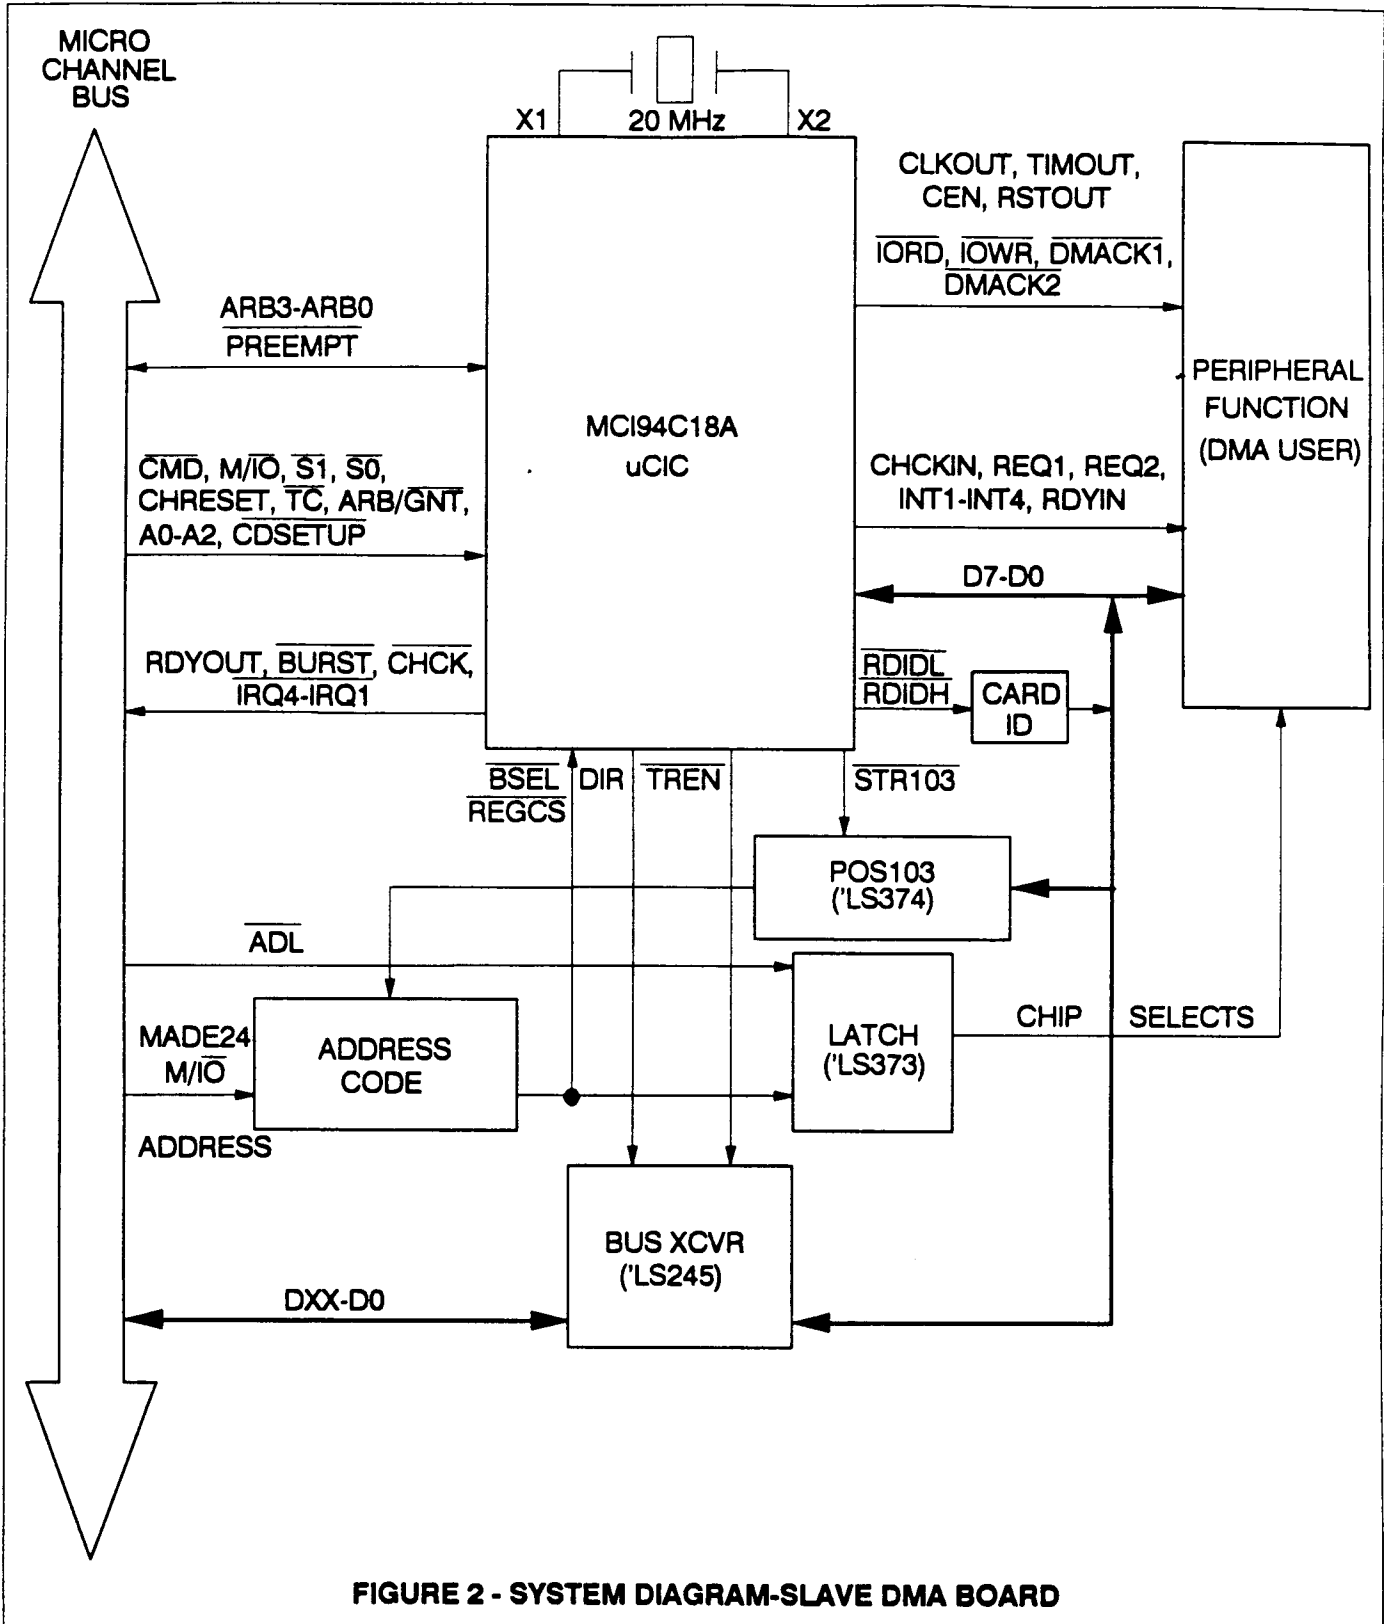 MICRO
CHANNEL
BUS
X1
20 MHz
X2
CLKOUT, TIMOUT,
CEN, RSTOUT
IORD, IOWR, DMACK1,
DMACK2
ARB3-ARB0
PREEMPT
PERIPHERAL
FUNCTION
(DMA USER)
MCI94C18A
uCIC
CMD, M/IO, S1, S0,
CHRESET, TC, ARB/GNT,
A0-A2, CDSETUP
CHCKIN, REQ1, REQ2,
INT1-INT4, RDYIN
D7-D0
RDYOUT, BURST, CHCK,
IRQ4-IRQ1
RDIDL
RDIDH
CARD
ID
BSEL
REGCS
DIR
TREN
STR103
POS103
('LS374)
ADL
MADE24
M/IO
ADDRESS
ADDRESS
CODE
LATCH
('LS373)
CHIP SELECTS
BUS XCVR
('LS245)
DXX-D0
FIGURE 2 - SYSTEM DIAGRAM-SLAVE DMA BOARD